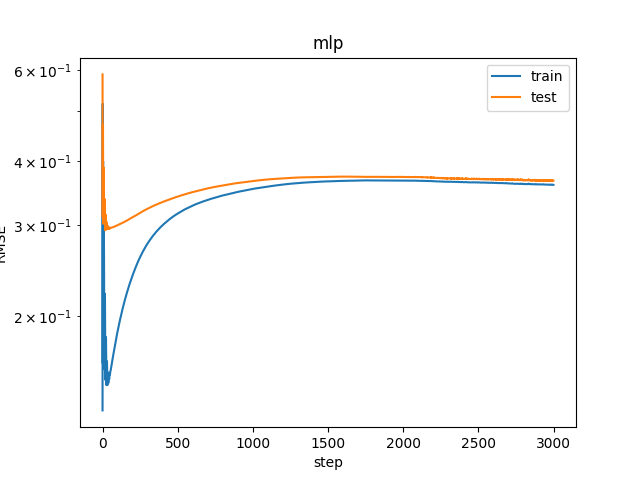 mlp
6 × 10⁻¹
4 × 10⁻¹
3 × 10⁻¹
2 × 10⁻¹
RMSE
0 500 1000 1500 2000 2500 3000
step
train
test